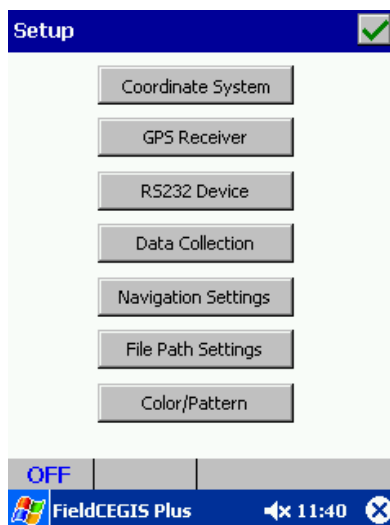 Setup
Coordinate System
GPS Receiver
RS232 Device
Data Collection
Navigation Settings
File Path Settings
Color/Pattern
OFF
FieldCEGIS Plus 11:40